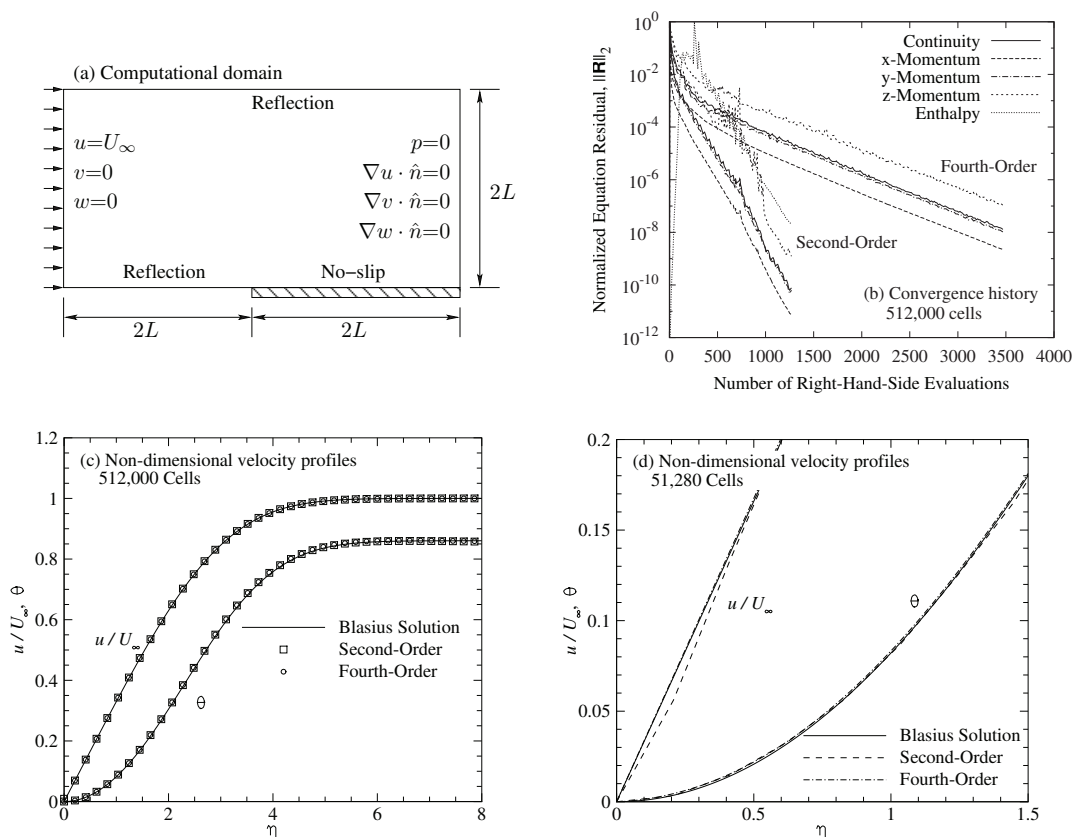 (a) Computational domain
Reflection
u=U∞
v=0
w=0
p=0
∇u · n̂=0
∇v · n̂=0
∇w · n̂=0
2L
Reflection
No−slip
2L
2L
Normalized Equation Residual, ||R||₂
10⁰
10⁻²
10⁻⁴
10⁻⁶
10⁻⁸
10⁻¹⁰
10⁻¹²
Continuity
x-Momentum
y-Momentum
z-Momentum
Enthalpy
Fourth-Order
Second-Order
(b) Convergence history
512,000 cells
0
500
1000
1500
2000
2500
3000
3500
4000
Number of Right-Hand-Side Evaluations
u / U∞, θ
1.2
1
0.8
0.6
0.4
0.2
0
(c) Non-dimensional velocity profiles
512,000 Cells
u / U∞
θ
Blasius Solution
Second-Order
Fourth-Order
0
2
4
6
8
η
u / U∞, θ
0.2
0.15
0.1
0.05
0
(d) Non-dimensional velocity profiles
51,280 Cells
u / U∞
θ
Blasius Solution
Second-Order
Fourth-Order
0
0.5
1
1.5
η